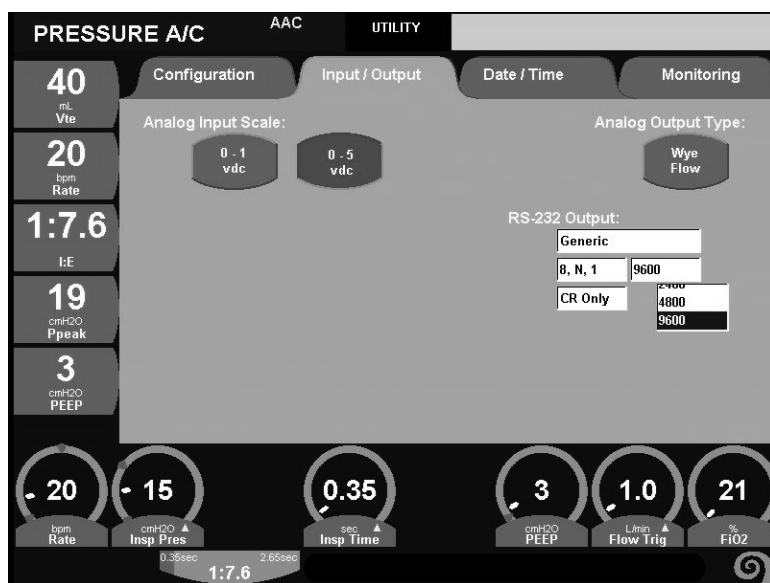 PRESSURE A/C
AAC
UTILITY
Configuration
Input / Output
Date / Time
Monitoring
40
mL
Vte
20
bpm
Rate
1:7.6
I:E
19
cmH2O
Ppeak
3
cmH2O
PEEP
Analog Input Scale:
0 - 1
vdc
0 - 5
vdc
Analog Output Type:
Wye
Flow
RS-232 Output:
Generic
8, N, 1
9600
CR Only
2400
4800
9600
20
bpm
Rate
15
cmH2O
Insp Pres
0.35
sec
Insp Time
3
cmH2O
PEEP
1.0
L/min
Flow Trig
21
%
FiO2
0.35sec
2.65sec
1:7.6